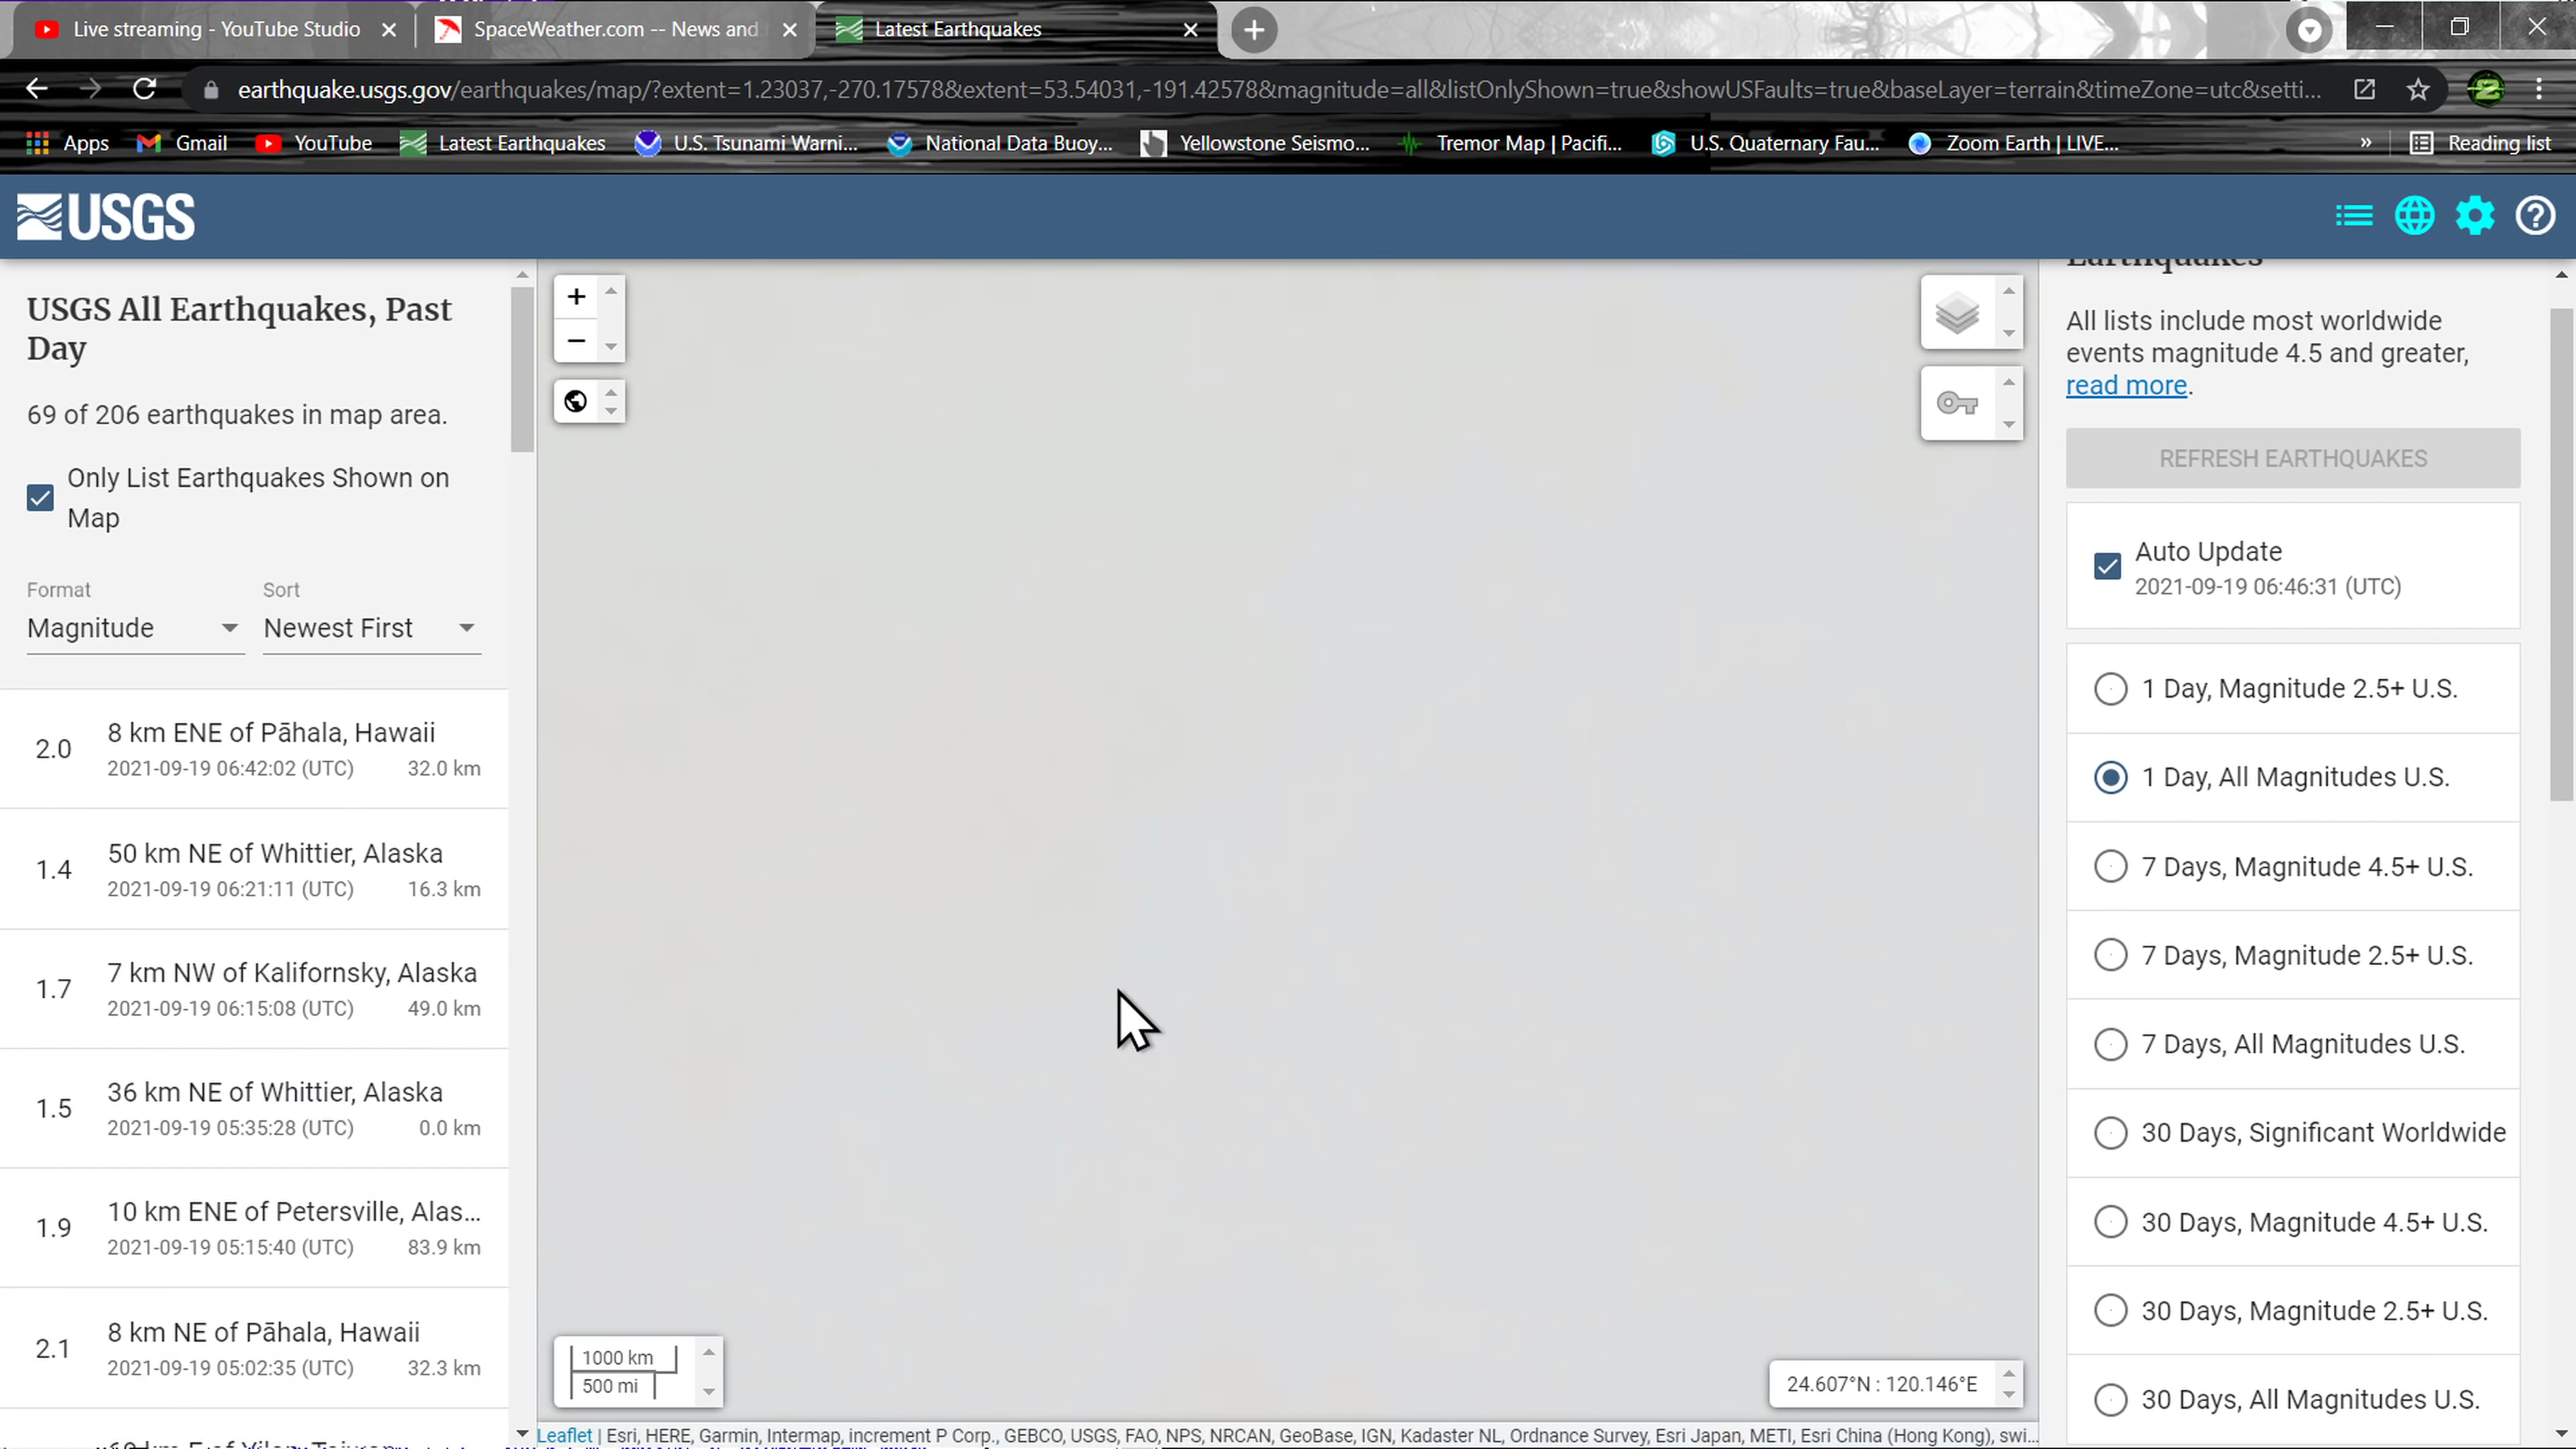 Live streaming - YouTube Studio
SpaceWeather.com -- News and
Latest Earthquakes
earthquake.usgs.gov/earthquakes/map/?extent=1.23037,-270.17578&extent=53.54031,-191.42578&magnitude=all&listOnlyShown=true&showUSFaults=true&baseLayer=terrain&timeZone=utc&setti...
Apps
Gmail
YouTube
Latest Earthquakes
U.S. Tsunami Warni...
National Data Buoy...
Yellowstone Seismo...
Tremor Map | Pacifi...
U.S. Quaternary Fau...
Zoom Earth | LIVE...
»
Reading list
USGS
USGS All Earthquakes, Past
Day
69 of 206 earthquakes in map area.
Only List Earthquakes Shown on
Map
Format
Sort
Magnitude
Newest First
2.0
8 km ENE of Pāhala, Hawaii
2021-09-19 06:42:02 (UTC) 32.0 km
1.4
50 km NE of Whittier, Alaska
2021-09-19 06:21:11 (UTC) 16.3 km
1.7
7 km NW of Kalifornsky, Alaska
2021-09-19 06:15:08 (UTC) 49.0 km
1.5
36 km NE of Whittier, Alaska
2021-09-19 05:35:28 (UTC) 0.0 km
1.9
10 km ENE of Petersville, Alas...
2021-09-19 05:15:40 (UTC) 83.9 km
2.1
8 km NE of Pāhala, Hawaii
2021-09-19 05:02:35 (UTC) 32.3 km
+
−
1000 km
500 mi
24.607°N : 120.146°E
Leaflet | Esri, HERE, Garmin, Intermap, increment P Corp., GEBCO, USGS, FAO, NPS, NRCAN, GeoBase, IGN, Kadaster NL, Ordnance Survey, Esri Japan, METI, Esri China (Hong Kong), swi...
Earthquakes
All lists include most worldwide
events magnitude 4.5 and greater,
read more.
REFRESH EARTHQUAKES
Auto Update
2021-09-19 06:46:31 (UTC)
1 Day, Magnitude 2.5+ U.S.
1 Day, All Magnitudes U.S.
7 Days, Magnitude 4.5+ U.S.
7 Days, Magnitude 2.5+ U.S.
7 Days, All Magnitudes U.S.
30 Days, Significant Worldwide
30 Days, Magnitude 4.5+ U.S.
30 Days, Magnitude 2.5+ U.S.
30 Days, All Magnitudes U.S.